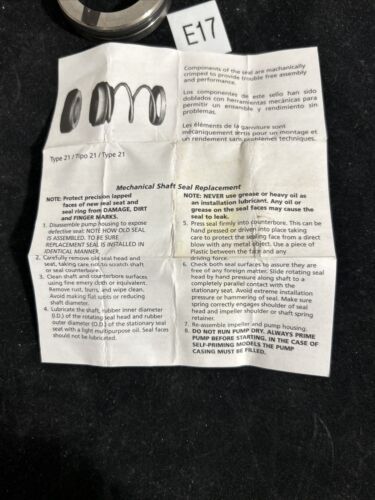 E17
Components of the seal are machanically
crimped to provide trouble free assembly
and performance.
Los componentes de este sello han sido
doblados con herramientas mecánicas para
permitir un ensamble y rendimiento sin
problemas.
Les éléments de la garniture sont
mécaniquement sertis pour un montage et
un rendement sans problèmes techniques.
Type 21 / Tipo 21 / Type 21
Mechanical Shaft Seal Replacement
NOTE: Protect precision lapped
faces of new seal seat and
seal ring from DAMAGE, DIRT
and FINGER MARKS.
1. Disassemble pump housing to expose
defective seal. NOTE HOW OLD SEAL
IS ASSEMBLED. TO BE SURE
REPLACEMENT SEAL IS INSTALLED IN
IDENTICAL MANNER.
2. Carefully remove old seal head and
seat, taking care not to scratch shaft
or seal counterbore.
3. Clean shaft and counterbore surfaces
using fine emery cloth or equivalent.
Remove rust, burrs, and wipe clean.
Avoid making flat spots or reducing
shaft diameter.
4. Lubricate the shaft, rubber inner diameter
(I.D.) of the rotating seal head and rubber
outer diameter (O.D.) of the stationary seal
seat with a light multipurpose oil. Seal faces
should not be lubricated.
NOTE: NEVER use grease or heavy oil as
an installation lubricant. Any oil or
grease on the seal faces may cause the
seal to leak.
5. Press seal firmly into counterbore. This can be
hand pressed or driven into place taking
care to protect the sealing face from a direct
blow with any metal object. Use a piece of
Plastic between the face and any
driving force.
6. Check both seal surfaces to assure they are
free of any foreign matter. Slide rotating seal
head by hand pressure along shaft to a
completely parallel contact with the
stationary seat. Avoid extreme installation
pressure or hammering of seal. Make sure
spring correctly engages shoulder of seal
head and impeller shoulder or shaft spring
retainer.
7. Re-assemble impeller and pump housing.
8. DO NOT RUN PUMP DRY, ALWAYS PRIME
PUMP BEFORE STARTING. IN THE CASE OF
SELF-PRIMING MODELS THE PUMP
CASING MUST BE FILLED.